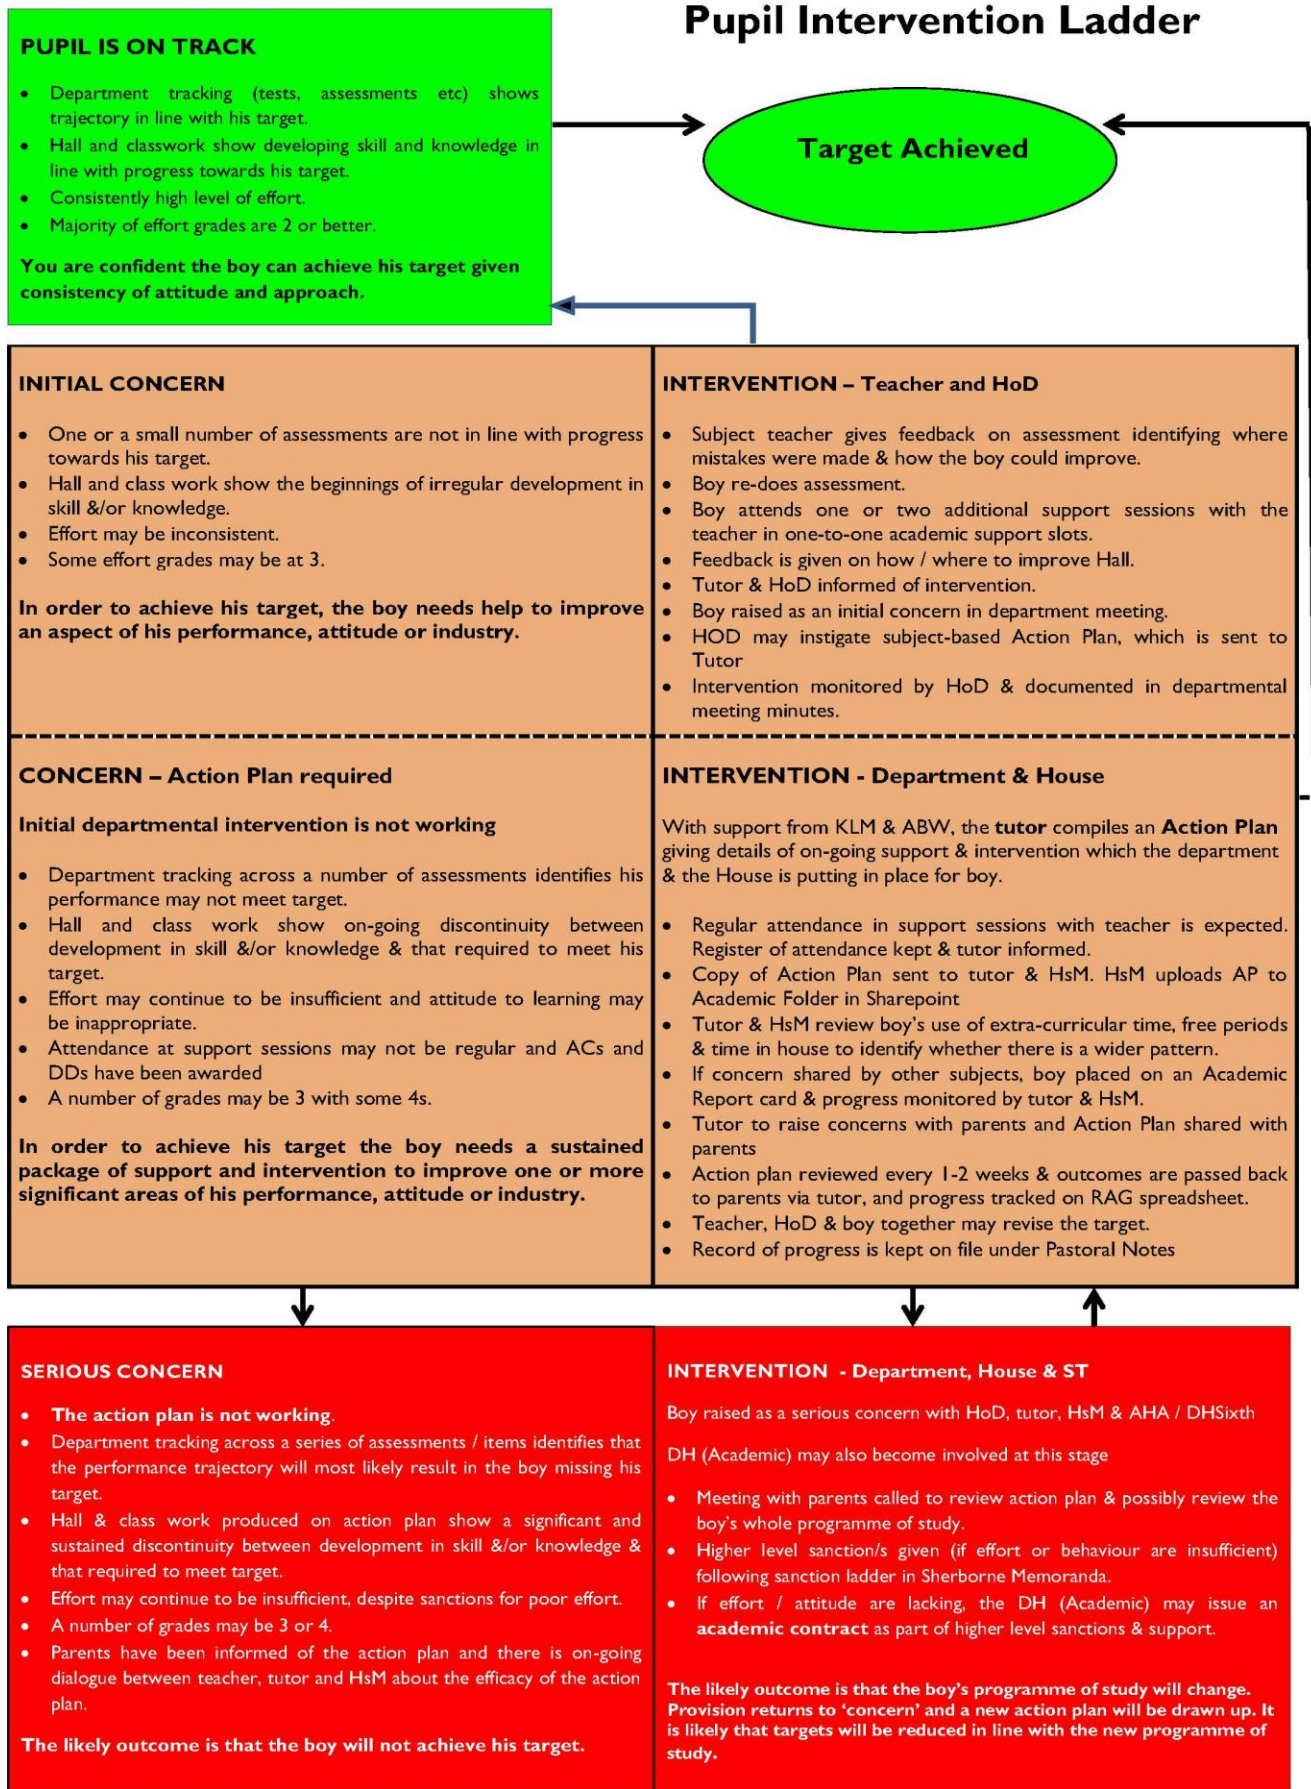 Pupil Intervention Ladder
PUPIL IS ON TRACK
• Department tracking (tests, assessments etc) shows
trajectory in line with his target.
• Hall and classwork show developing skill and knowledge in
line with progress towards his target.
• Consistently high level of effort.
• Majority of effort grades are 2 or better.
You are confident the boy can achieve his target given
consistency of attitude and approach.
Target Achieved
INITIAL CONCERN
• One or a small number of assessments are not in line with progress
towards his target.
• Hall and class work show the beginnings of irregular development in
skill &/or knowledge.
• Effort may be inconsistent.
• Some effort grades may be at 3.
In order to achieve his target, the boy needs help to improve
an aspect of his performance, attitude or industry.
INTERVENTION – Teacher and HoD
• Subject teacher gives feedback on assessment identifying where
mistakes were made & how the boy could improve.
• Boy re-does assessment.
• Boy attends one or two additional support sessions with the
teacher in one-to-one academic support slots.
• Feedback is given on how / where to improve Hall.
• Tutor & HoD informed of intervention.
• Boy raised as an initial concern in department meeting.
• HOD may instigate subject-based Action Plan, which is sent to
Tutor
• Intervention monitored by HoD & documented in departmental
meeting minutes.
CONCERN – Action Plan required
Initial departmental intervention is not working
• Department tracking across a number of assessments identifies his
performance may not meet target.
• Hall and class work show on-going discontinuity between
development in skill &/or knowledge & that required to meet his
target.
• Effort may continue to be insufficient and attitude to learning may
be inappropriate.
• Attendance at support sessions may not be regular and ACs and
DDs have been awarded
• A number of grades may be 3 with some 4s.
In order to achieve his target the boy needs a sustained
package of support and intervention to improve one or more
significant areas of his performance, attitude or industry.
INTERVENTION - Department & House
With support from KLM & ABW, the tutor compiles an Action Plan
giving details of on-going support & intervention which the department
& the House is putting in place for boy.
• Regular attendance in support sessions with teacher is expected.
Register of attendance kept & tutor informed.
• Copy of Action Plan sent to tutor & HsM. HsM uploads AP to
Academic Folder in Sharepoint
• Tutor & HsM review boy's use of extra-curricular time, free periods
& time in house to identify whether there is a wider pattern.
• If concern shared by other subjects, boy placed on an Academic
Report card & progress monitored by tutor & HsM.
• Tutor to raise concerns with parents and Action Plan shared with
parents
• Action plan reviewed every 1-2 weeks & outcomes are passed back
to parents via tutor, and progress tracked on RAG spreadsheet.
• Teacher, HoD & boy together may revise the target.
• Record of progress is kept on file under Pastoral Notes
SERIOUS CONCERN
• The action plan is not working.
• Department tracking across a series of assessments / items identifies that
the performance trajectory will most likely result in the boy missing his
target.
• Hall & class work produced on action plan show a significant and
sustained discontinuity between development in skill &/or knowledge &
that required to meet target.
• Effort may continue to be insufficient, despite sanctions for poor effort.
• A number of grades may be 3 or 4.
• Parents have been informed of the action plan and there is on-going
dialogue between teacher, tutor and HsM about the efficacy of the action
plan.
The likely outcome is that the boy will not achieve his target.
INTERVENTION - Department, House & ST
Boy raised as a serious concern with HoD, tutor, HsM & AHA / DHSixth
DH (Academic) may also become involved at this stage
• Meeting with parents called to review action plan & possibly review the
boy's whole programme of study.
• Higher level sanction/s given (if effort or behaviour are insufficient)
following sanction ladder in Sherborne Memoranda.
• If effort / attitude are lacking, the DH (Academic) may issue an
academic contract as part of higher level sanctions & support.
The likely outcome is that the boy's programme of study will change.
Provision returns to 'concern' and a new action plan will be drawn up. It
is likely that targets will be reduced in line with the new programme of
study.